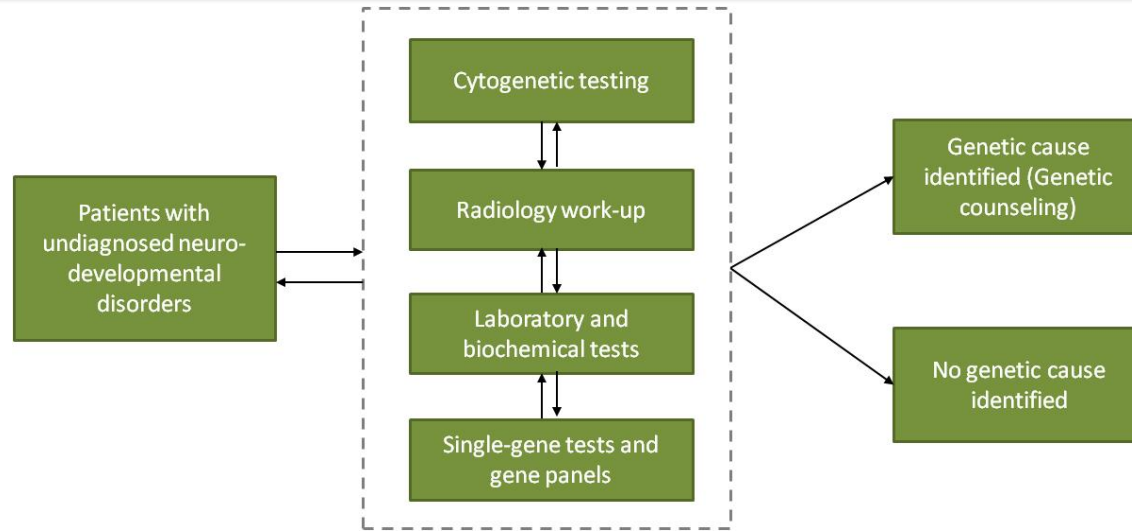 Patients with
undiagnosed neuro-
developmental
disorders
Cytogenetic testing
Radiology work-up
Laboratory and
biochemical tests
Single-gene tests and
gene panels
Genetic cause
identified (Genetic
counseling)
No genetic cause
identified